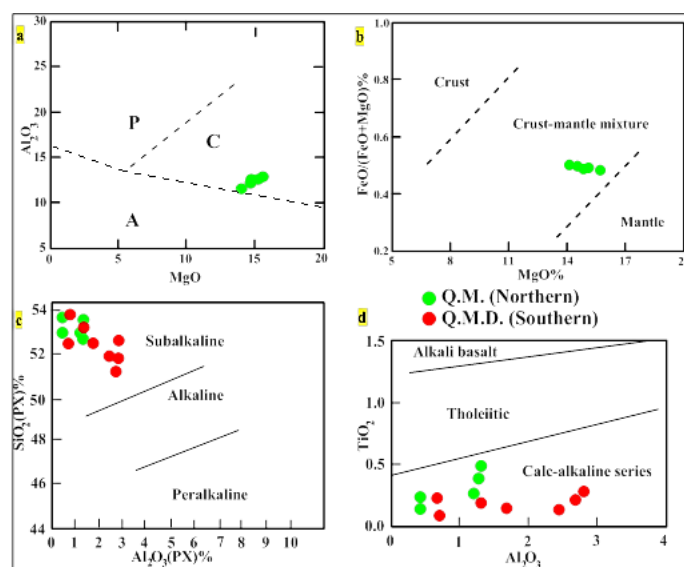 a
30
25
20
15
10
5
Al2O3
P
C
A
0
5
10
15
20
MgO
b
1.0
0.8
0.6
0.4
0.2
FeO/(FeO+MgO)%
Crust
Crust-mantle mixture
Mantle
5
8
11
14
17
20
MgO%
Q.M. (Northern)
Q.M.D. (Southern)
c
54
52
50
48
46
44
SiO2(PX)%
Subalkaline
Alkaline
Peralkaline
0
1
2
3
4
5
6
7
8
9
10
Al2O3(PX)%
d
1.5
1.0
0.5
0.0
TiO2
Alkali basalt
Tholeiitic
Calc-alkaline series
0
1
2
3
4
Al2O3